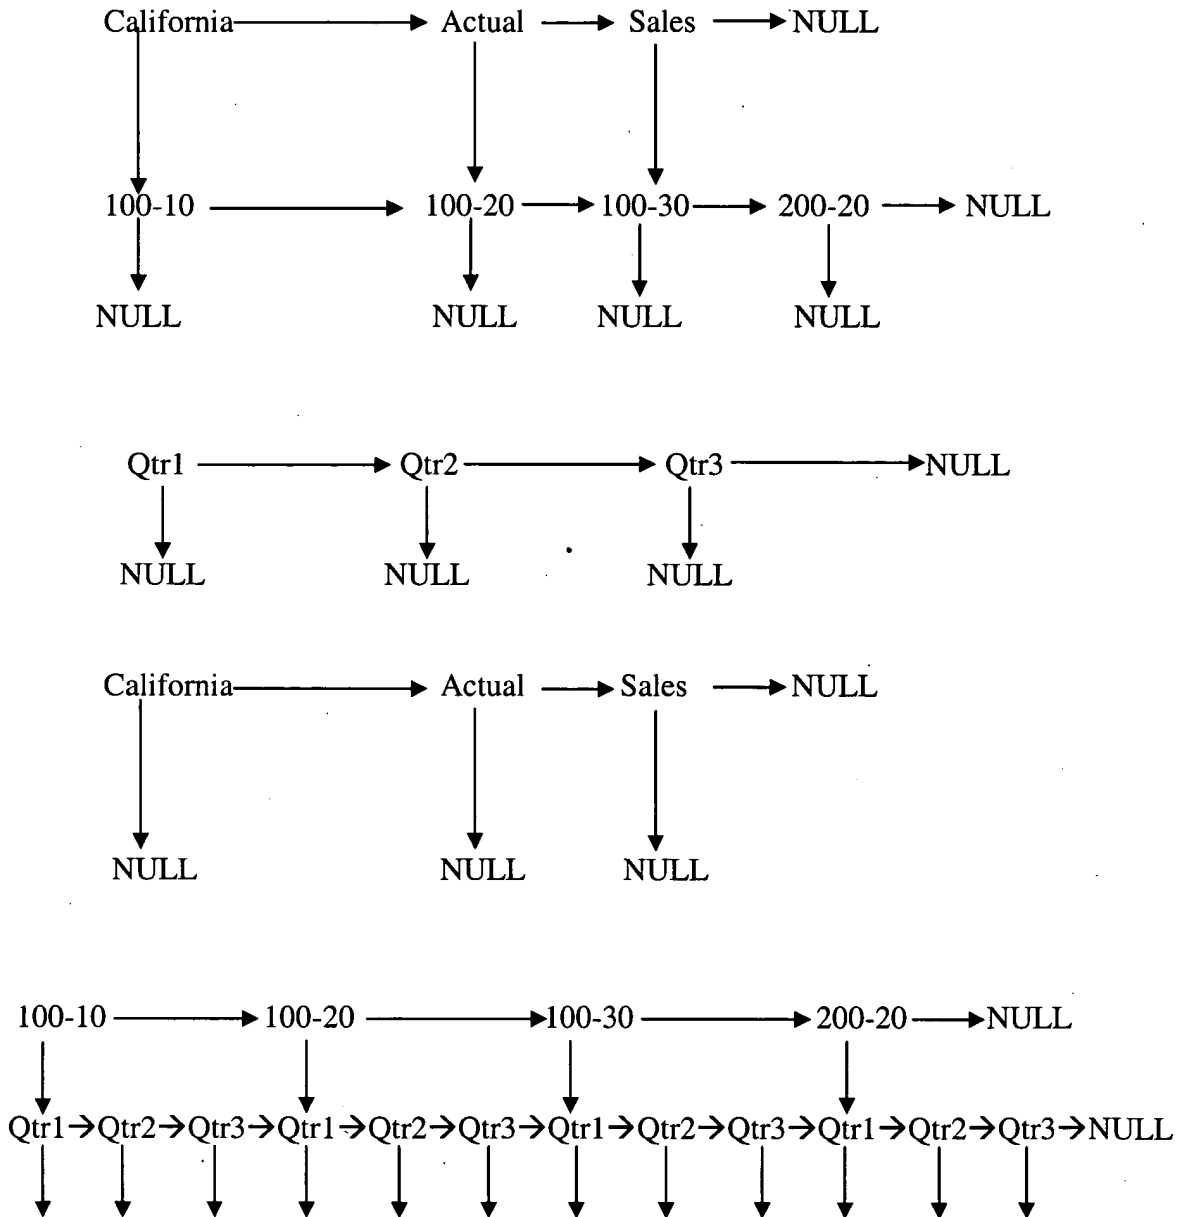 California → Actual → Sales → NULL
100-10 → 100-20 → 100-30 → 200-20 → NULL
NULL NULL NULL NULL
Qtr1 → Qtr2 → Qtr3 → NULL
NULL NULL NULL
California → Actual → Sales → NULL
NULL NULL NULL
100-10 → 100-20 → 100-30 → 200-20 → NULL
Qtr1→Qtr2→Qtr3→Qtr1→Qtr2→Qtr3→Qtr1→Qtr2→Qtr3→Qtr1→Qtr2→Qtr3→NULL